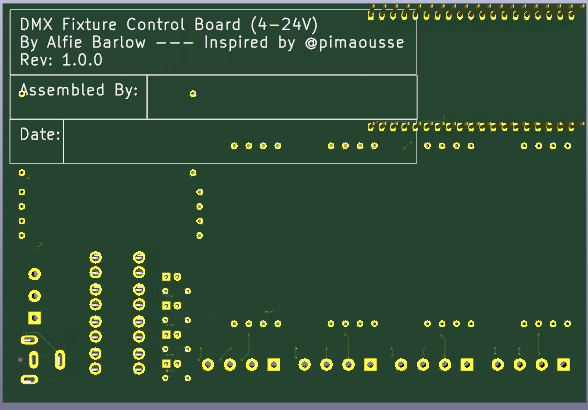 DMX Fixture Control Board (4-24V)
By Alfie Barlow --- Inspired by @pimaousse
Rev: 1.0.0
Assembled By:
Date: